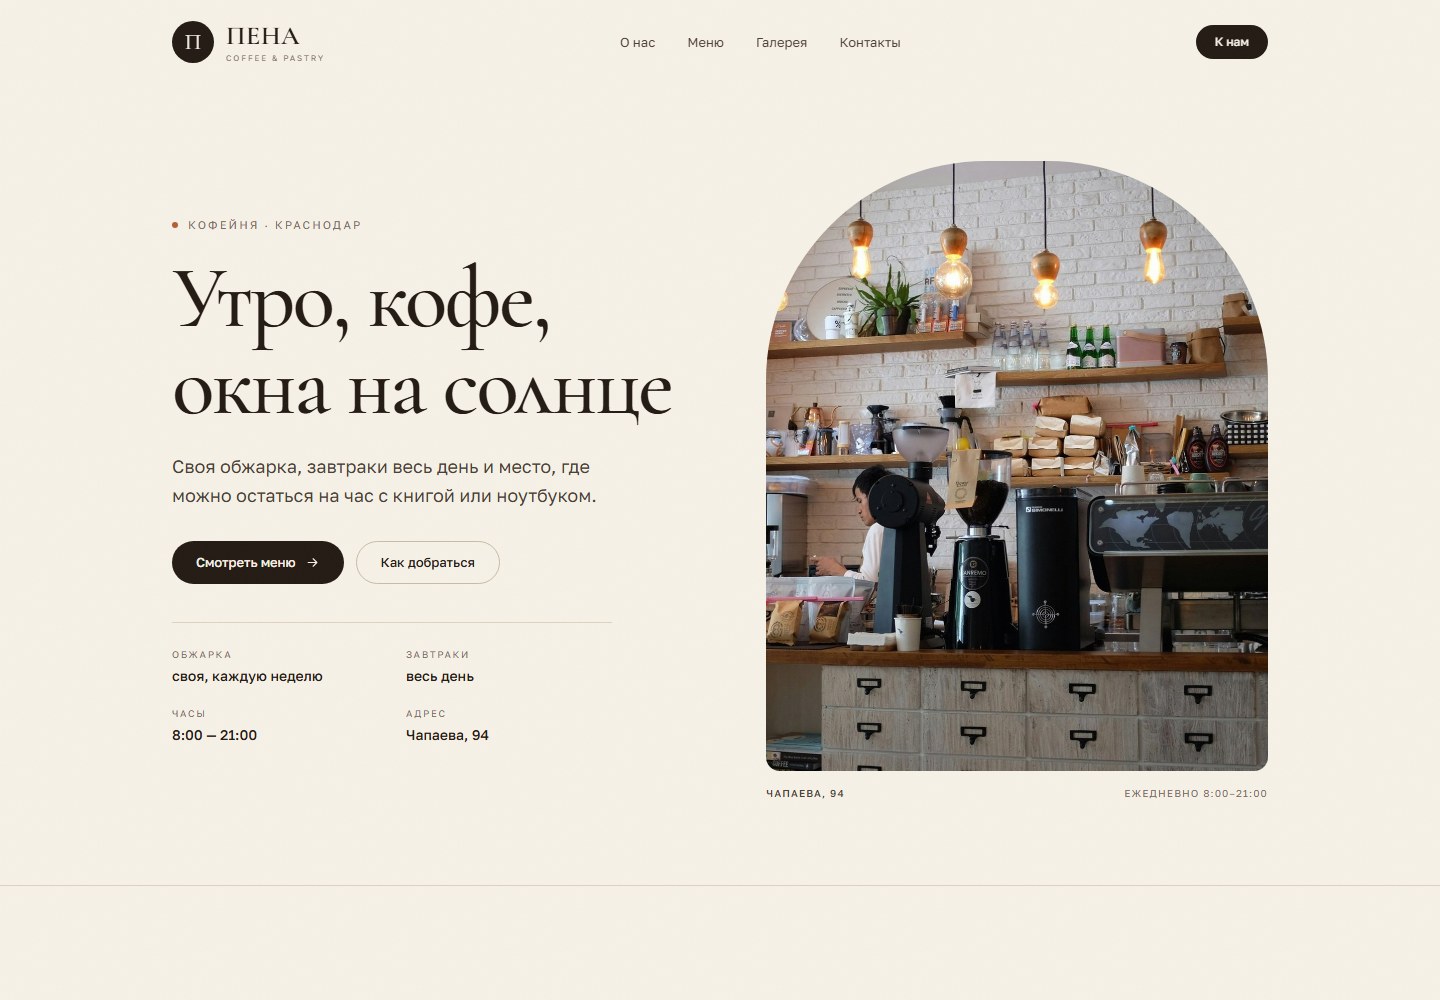 П
ПЕНА
COFFEE & PASTRY
О нас
Меню
Галерея
Контакты
К нам
КОФЕЙНЯ · КРАСНОДАР
Утро, кофе,
окна на солнце
Своя обжарка, завтраки весь день и место, где
можно остаться на час с книгой или ноутбуком.
Смотреть меню →
Как добраться
ОБЖАРКА
своя, каждую неделю
ЗАВТРАКИ
весь день
ЧАСЫ
8:00 — 21:00
АДРЕС
Чапаева, 94
SIMONELLI
ЧАПАЕВА, 94
ЕЖЕДНЕВНО 8:00–21:00